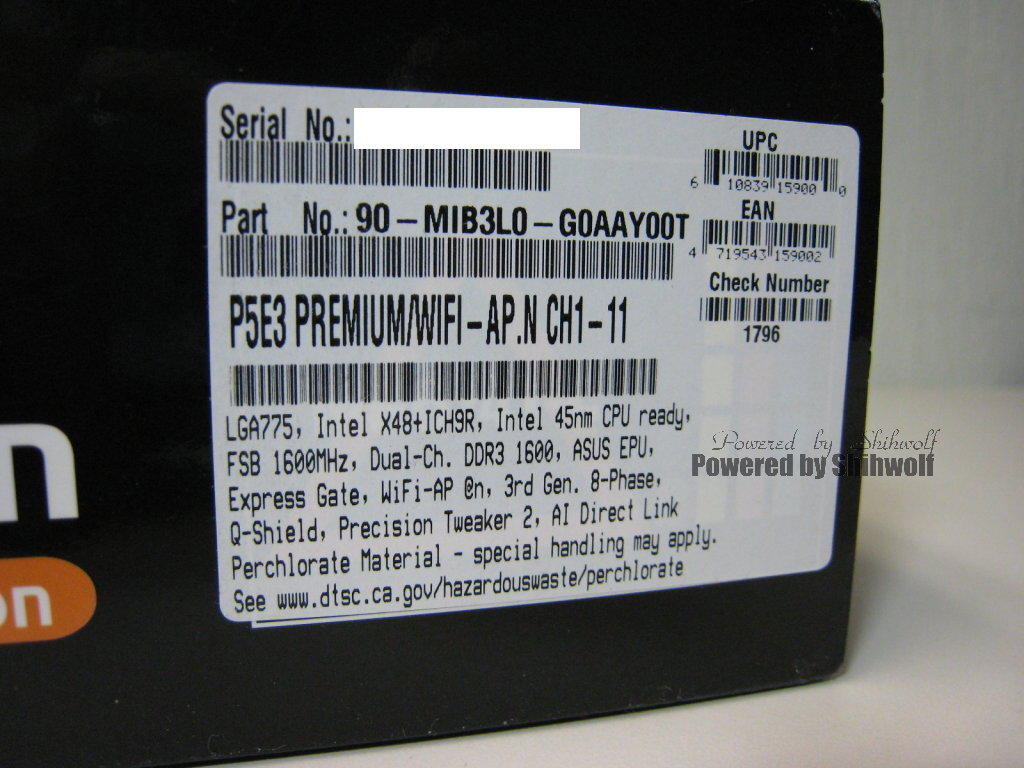 Serial No.:
UPC
6 10839 15900 0
Part No.: 90-MIB3L0-G0AAY00T
EAN
4 719543 159002
Check Number
1796
P5E3 PREMIUM/WIFI-AP.N CH1-11
LGA775, Intel X48+ICH9R, Intel 45nm CPU ready,
FSB 1600MHz, Dual-Ch. DDR3 1600, ASUS EPU,
Express Gate, WiFi-AP @n, 3rd Gen. 8-Phase,
Q-Shield, Precision Tweaker 2, AI Direct Link
Perchlorate Material - special handling may apply.
See www.dtsc.ca.gov/hazardouswaste/perchlorate
Powered by Shihwolf
Powered by Shihwolf